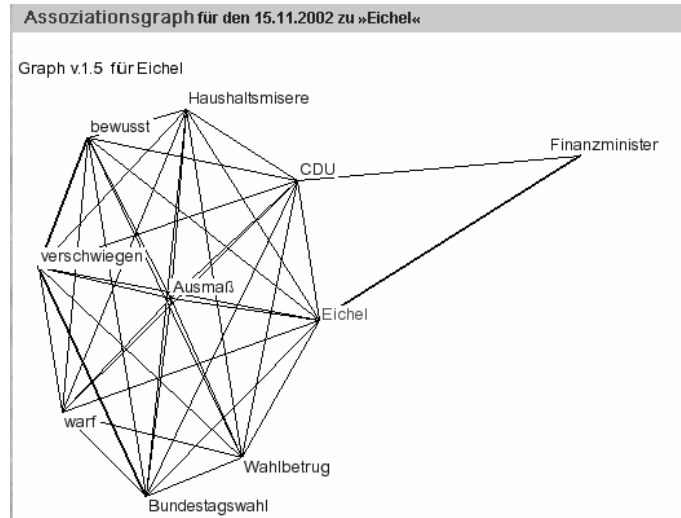 Assoziationsgraph für den 15.11.2002 zu »Eichel«
Graph v.1.5 für Eichel
Haushaltsmisere
bewusst
Finanzminister
CDU
verschwiegen
Ausmaß
Eichel
warf
Wahlbetrug
Bundestagswahl